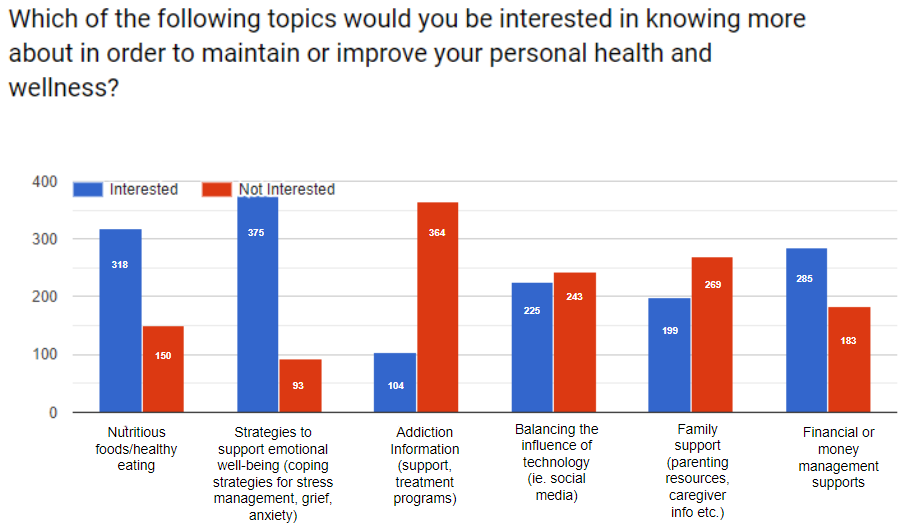 Which of the following topics would you be interested in knowing more
about in order to maintain or improve your personal health and
wellness?
400
Interested
Not Interested
300
200
100
0
318
150
375
93
104
364
225
243
199
269
285
183
Nutritious
foods/healthy
eating
Strategies to
support emotional
well-being (coping
strategies for stress
management, grief,
anxiety)
Addiction
Information
(support,
treatment
programs)
Balancing the
influence of
technology
(ie. social
media)
Family
support
(parenting
resources,
caregiver
info etc.)
Financial or
money
management
supports